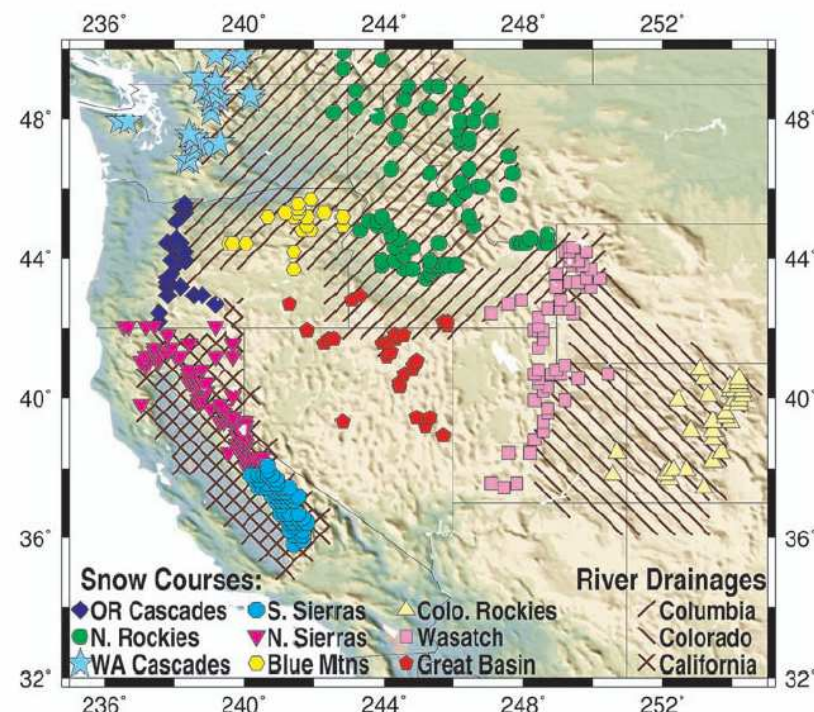 236° 240° 244° 248° 252°
48° 48°
44° 44°
40° 40°
36° 36°
Snow Courses: River Drainages
OR Cascades S. Sierras Colo. Rockies Columbia
N. Rockies N. Sierras Wasatch Colorado
WA Cascades Blue Mtns Great Basin California
32° 32°
236° 240° 244° 248° 252°